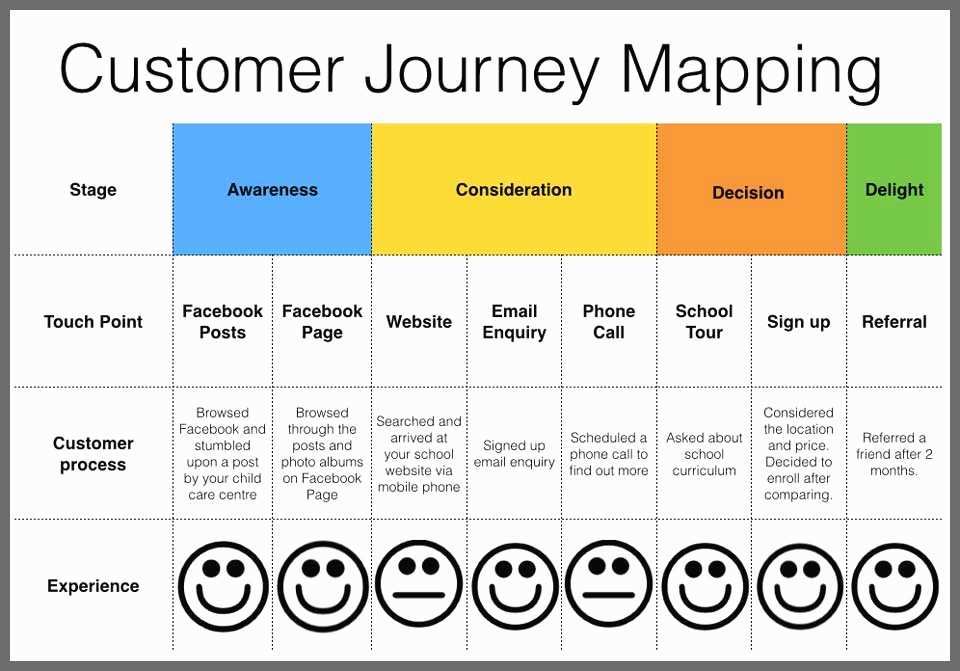 Customer Journey Mapping
Stage
Awareness
Consideration
Decision
Delight
Touch Point
Facebook
Posts
Facebook
Page
Website
Email
Enquiry
Phone
Call
School
Tour
Sign up
Referral
Customer
process
Browsed
Facebook and
stumbled
upon a post
by your child
care centre
Browsed
through the
posts and
photo albums
on Facebook
Page
Searched and
arrived at
your school
website via
mobile phone
Signed up
email enquiry
Scheduled a
phone call to
find out more
Asked about
school
curriculum
Considered
the location
and price.
Decided to
enroll after
comparing.
Referred a
friend after 2
months.
Experience